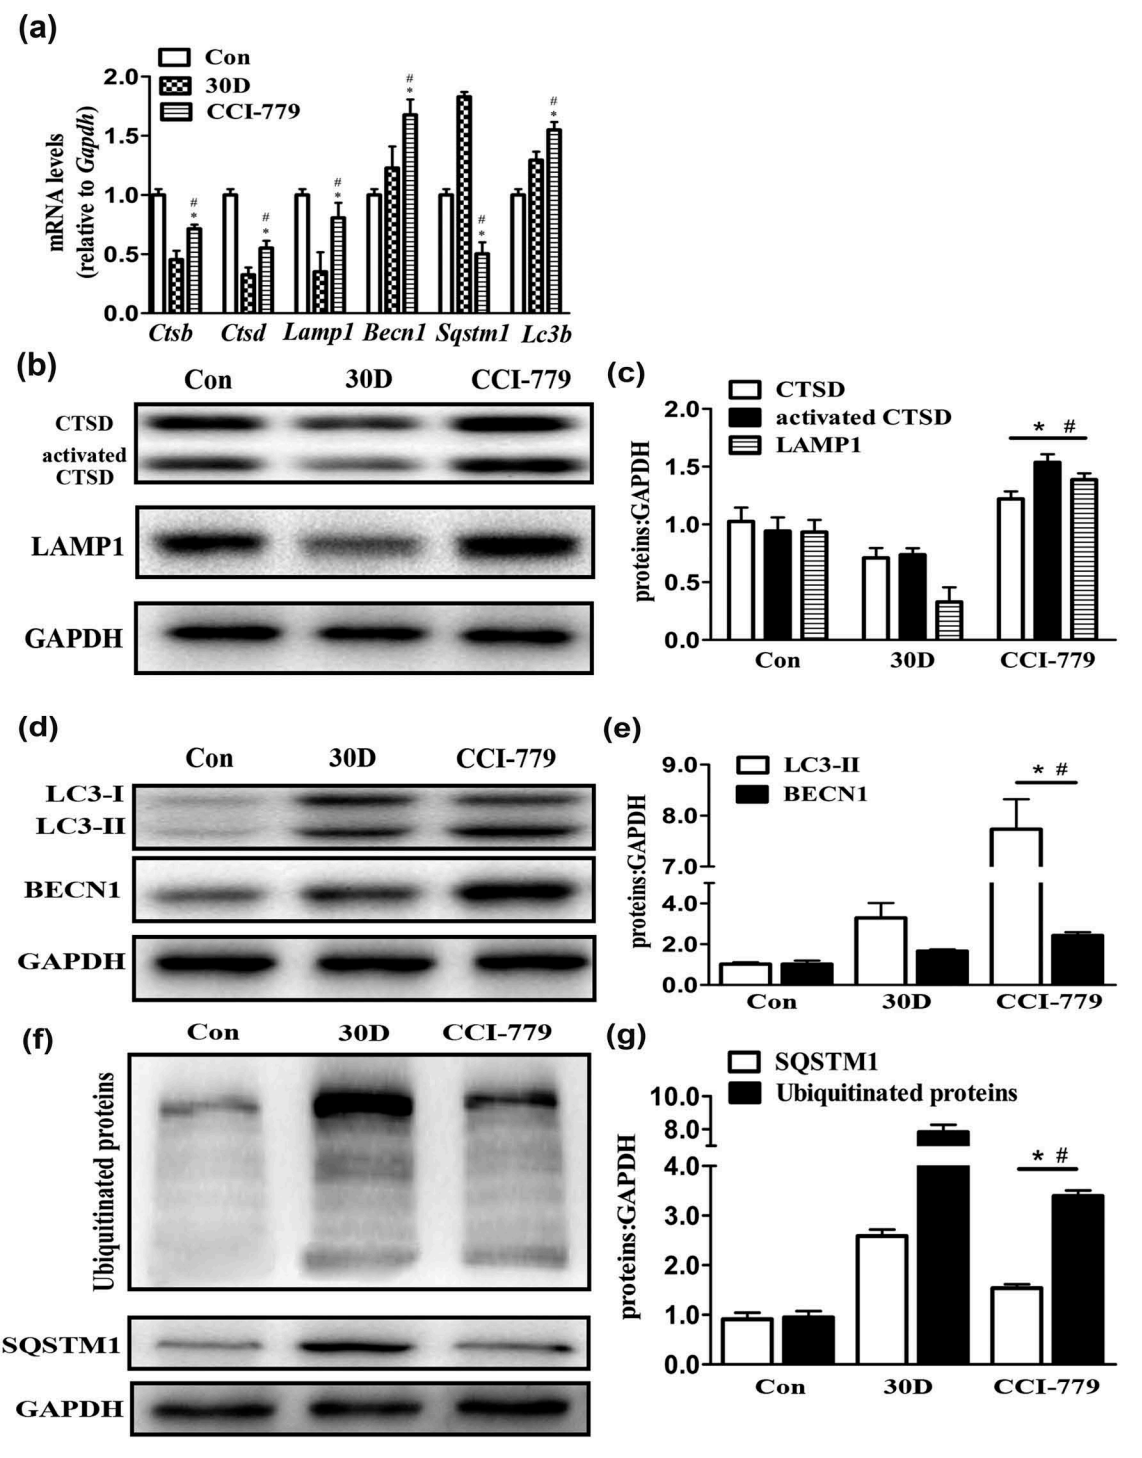 (a)
Con
30D
CCI-779
mRNA levels
(relative to Gapdh)
2.0
1.5
1.0
0.5
0.0
# * # * # * # * # * # *
Ctsb Ctsd Lamp1 Becn1 Sqstm1 Lc3b
(b)
Con 30D CCI-779
CTSD
activated
CTSD
LAMP1
GAPDH
(c)
CTSD
activated CTSD
LAMP1
proteins:GAPDH
2.0
1.5
1.0
0.5
0.0
* #
Con 30D CCI-779
(d)
Con 30D CCI-779
LC3-I
LC3-II
BECN1
GAPDH
(e)
LC3-II
BECN1
proteins:GAPDH
9.0
8.0
7.0
4.0
2.0
0.0
* #
Con 30D CCI-779
(f)
Con 30D CCI-779
Ubiquitinated proteins
SQSTM1
GAPDH
(g)
SQSTM1
Ubiquitinated proteins
proteins:GAPDH
10.0
8.0
4.0
3.0
2.0
1.0
0.0
* #
Con 30D CCI-779